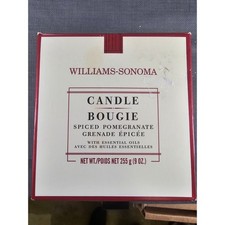 WILLIAMS-SONOMA
CANDLE
BOUGIE
SPICED POMEGRANATE
GRENADE ÉPICÉE
WITH ESSENTIAL OILS
AVEC DES HUILES ESSENTIELLES
NET WT/POIDS NET 255 g (9 OZ.)